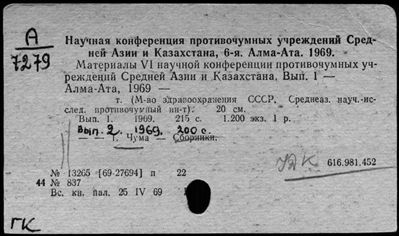 А
7279
Научная конференция противочумных учреждений Сред-
ней Азии и Казахстана, 6-я. Алма-Ата. 1969.
Материалы VI научной конференции противочумных уч-
реждений Средней Азии и Казахстана. Вып. 1 —
Алма-Ата, 1969 —
т. (М-во здравоохранения СССР. Среднеаз. науч.-ис-
след. противочумный ин-т). 20 см.
Вып. 1. 1969. 215 с. 1.200 экз. 1 р.
Вып. 2. 1969. 200 с.
— 1. Чума — Сборники.
616.981.452
№ 13265 [69-27694] п 22
44 № 837
Вс. кн. пал. 25 IV 69
ГК